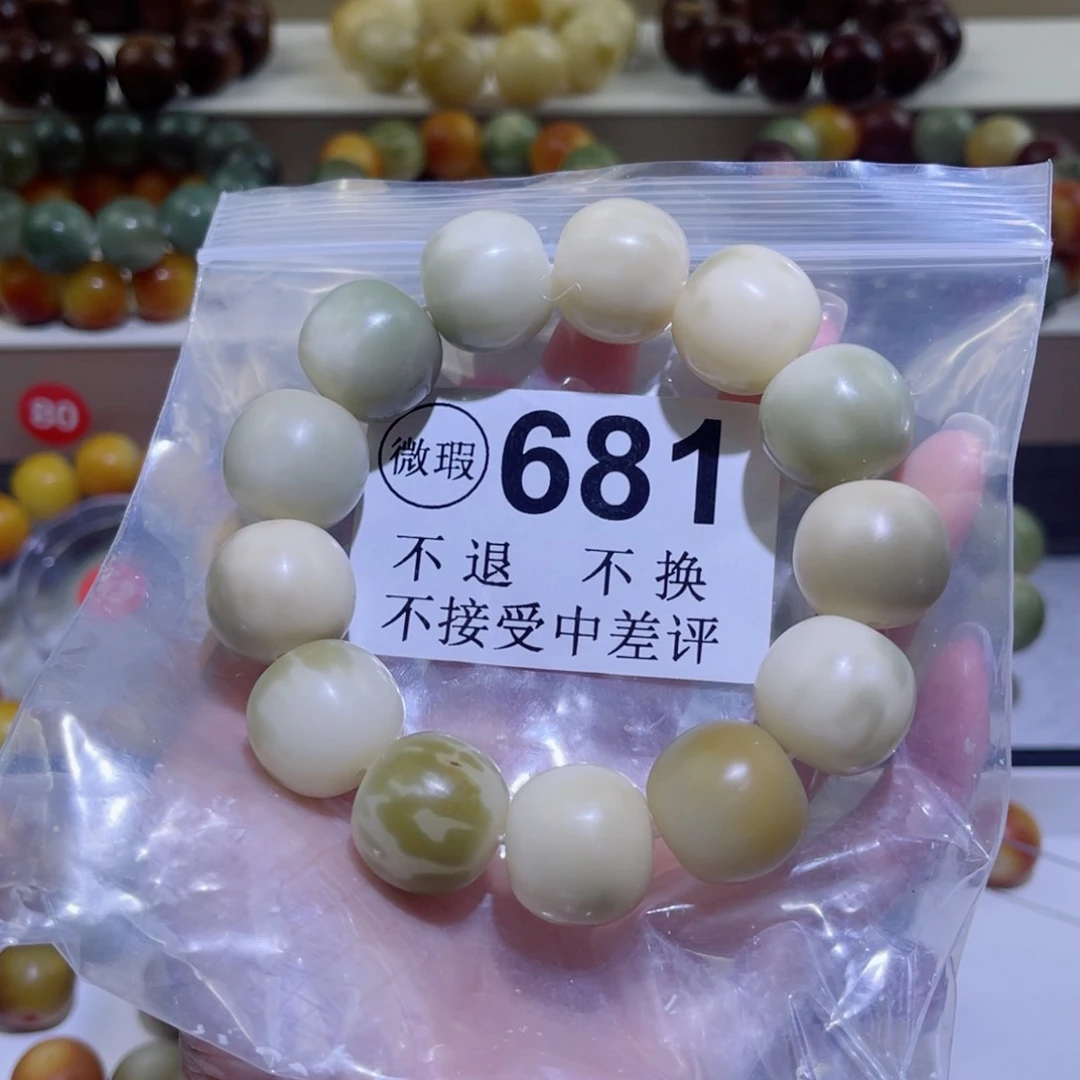 微瑕 681
不退 不换
不接受中差评
80